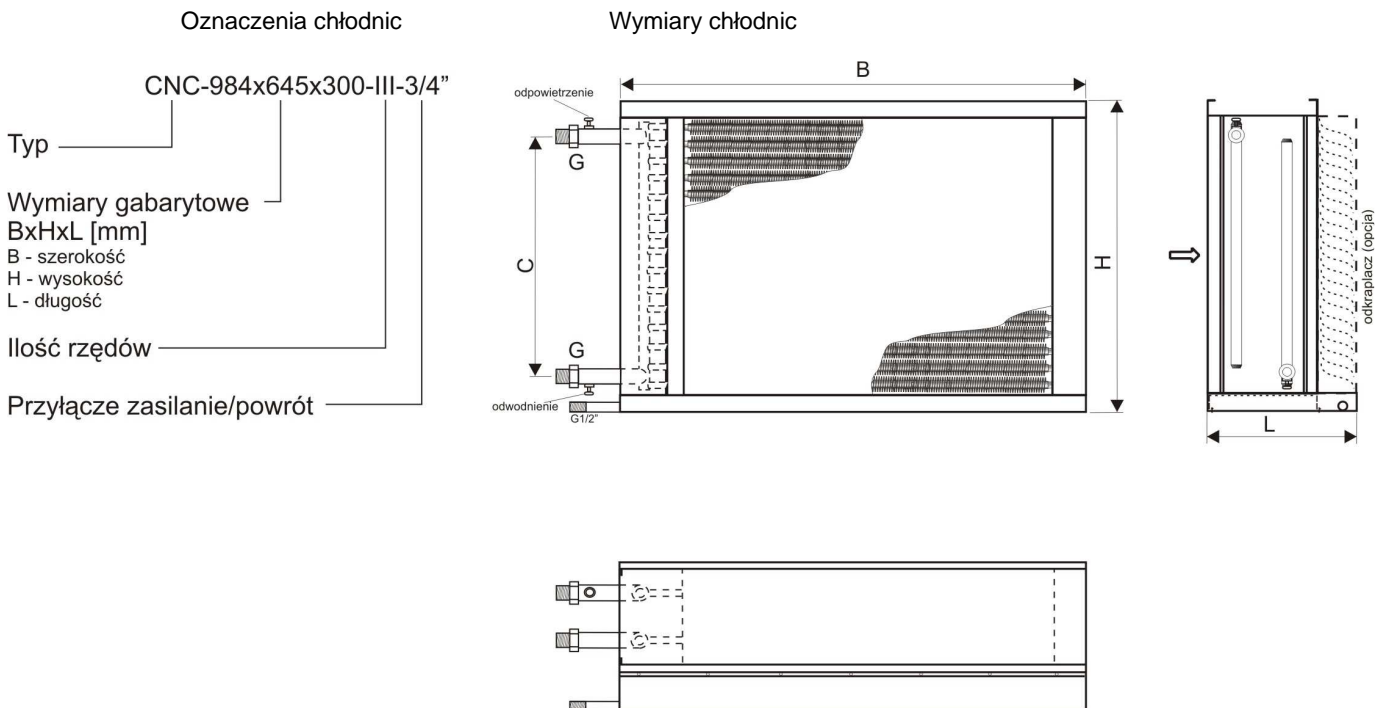 Oznaczenia chłodnic
Wymiary chłodnic
CNC-984x645x300-III-3/4”
Typ
Wymiary gabarytowe
BxHxL [mm]
B - szerokość
H - wysokość
L - długość
Ilość rzędów
Przyłącze zasilanie/powrót
B
odpowietrzenie
G
C
H
G
odwodnienie
G1/2”
odkraplacz (opcja)
L